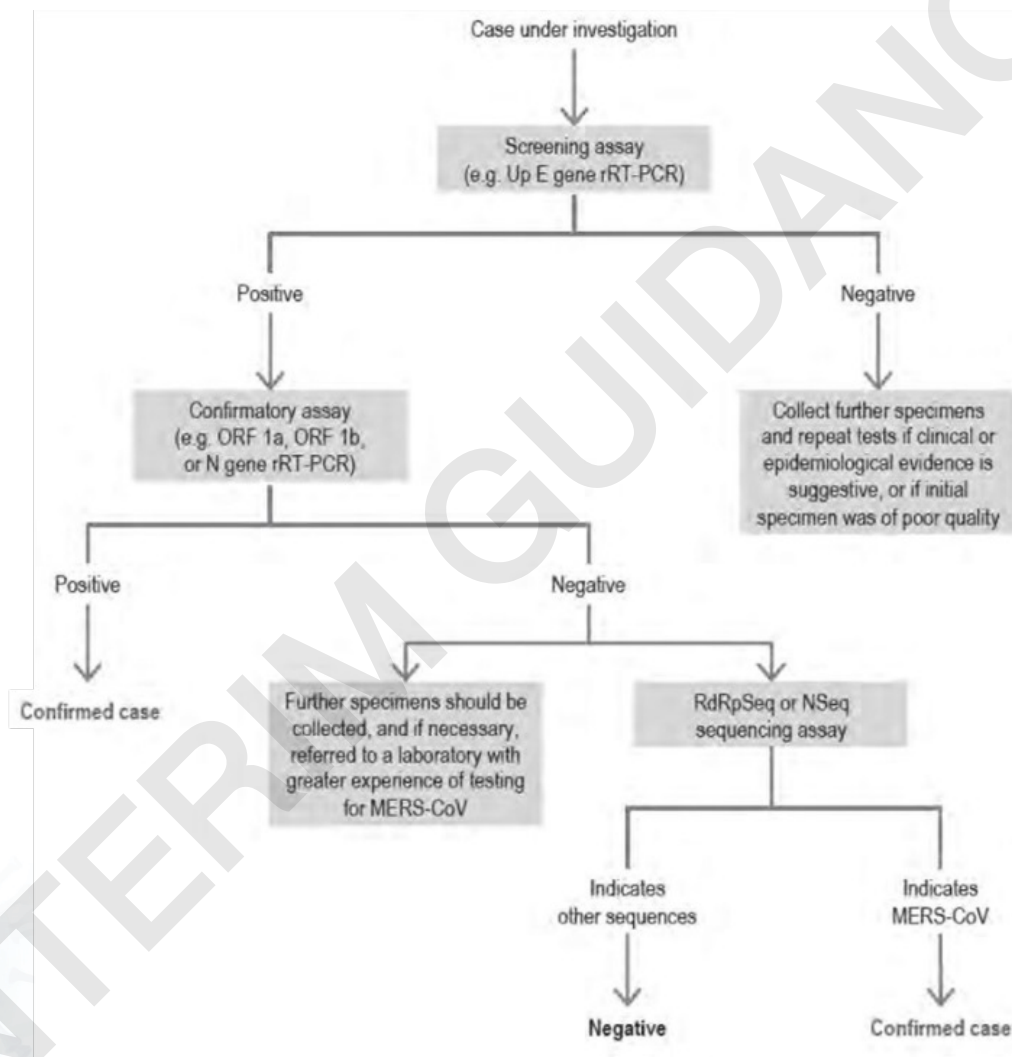 Case under investigation
Screening assay
(e.g. Up E gene rRT-PCR)
Positive
Negative
Confirmatory assay
(e.g. ORF 1a, ORF 1b,
or N gene rRT-PCR)
Collect further specimens
and repeat tests if clinical or
epidemiological evidence is
suggestive, or if initial
specimen was of poor quality
Positive
Negative
Confirmed case
Further specimens should be
collected, and if necessary,
referred to a laboratory with
greater experience of testing
for MERS-CoV
RdRpSeq or NSeq
sequencing assay
Indicates
other sequences
Indicates
MERS-CoV
Negative
Confirmed case
NTERIM GUIDANC